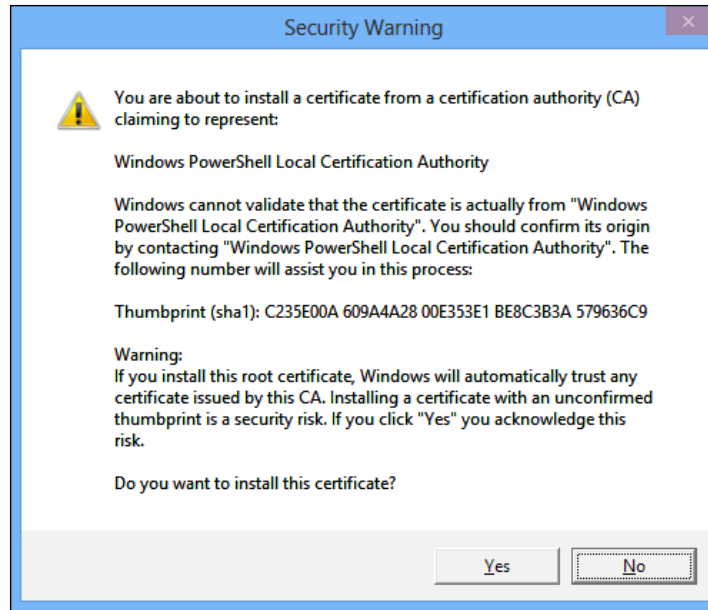 Security Warning
You are about to install a certificate from a certification authority (CA)
claiming to represent:
Windows PowerShell Local Certification Authority
Windows cannot validate that the certificate is actually from "Windows
PowerShell Local Certification Authority". You should confirm its origin
by contacting "Windows PowerShell Local Certification Authority". The
following number will assist you in this process:
Thumbprint (sha1): C235E00A 609A4A28 00E353E1 BE8C3B3A 579636C9
Warning:
If you install this root certificate, Windows will automatically trust any
certificate issued by this CA. Installing a certificate with an unconfirmed
thumbprint is a security risk. If you click "Yes" you acknowledge this
risk.
Do you want to install this certificate?
Yes
No